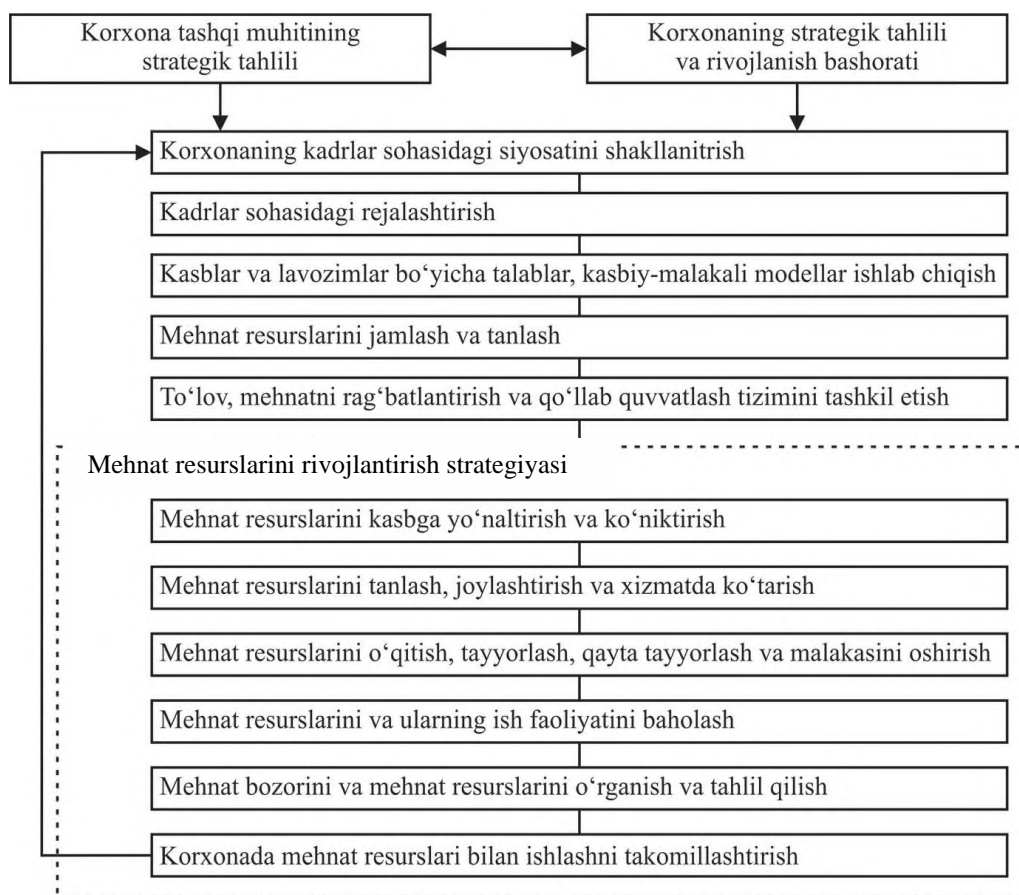 Korxona tashqi muhitining
strategik tahlili
Korxonaning strategik tahlili
va rivojlanish bashorati
Korxonaning kadrlar sohasidagi siyosatini shakllanitrish
Kadrlar sohasidagi rejalashtirish
Kasblar va lavozimlar bo‘yicha talablar, kasbiy-malakali modellar ishlab chiqish
Mehnat resurslarini jamlash va tanlash
To‘lov, mehnatni rag‘batlantirish va qo‘llab quvvatlash tizimini tashkil etish
Mehnat resurslarini rivojlantirish strategiyasi
Mehnat resurslarini kasbga yo‘naltirish va ko‘niktirish
Mehnat resurslarini tanlash, joylashtirish va xizmatda ko‘tarish
Mehnat resurslarini o‘qitish, tayyorlash, qayta tayyorlash va malakasini oshirish
Mehnat resurslarini va ularning ish faoliyatini baholash
Mehnat bozorini va mehnat resurslarini o‘rganish va tahlil qilish
Korxonada mehnat resurslari bilan ishlashni takomillashtirish